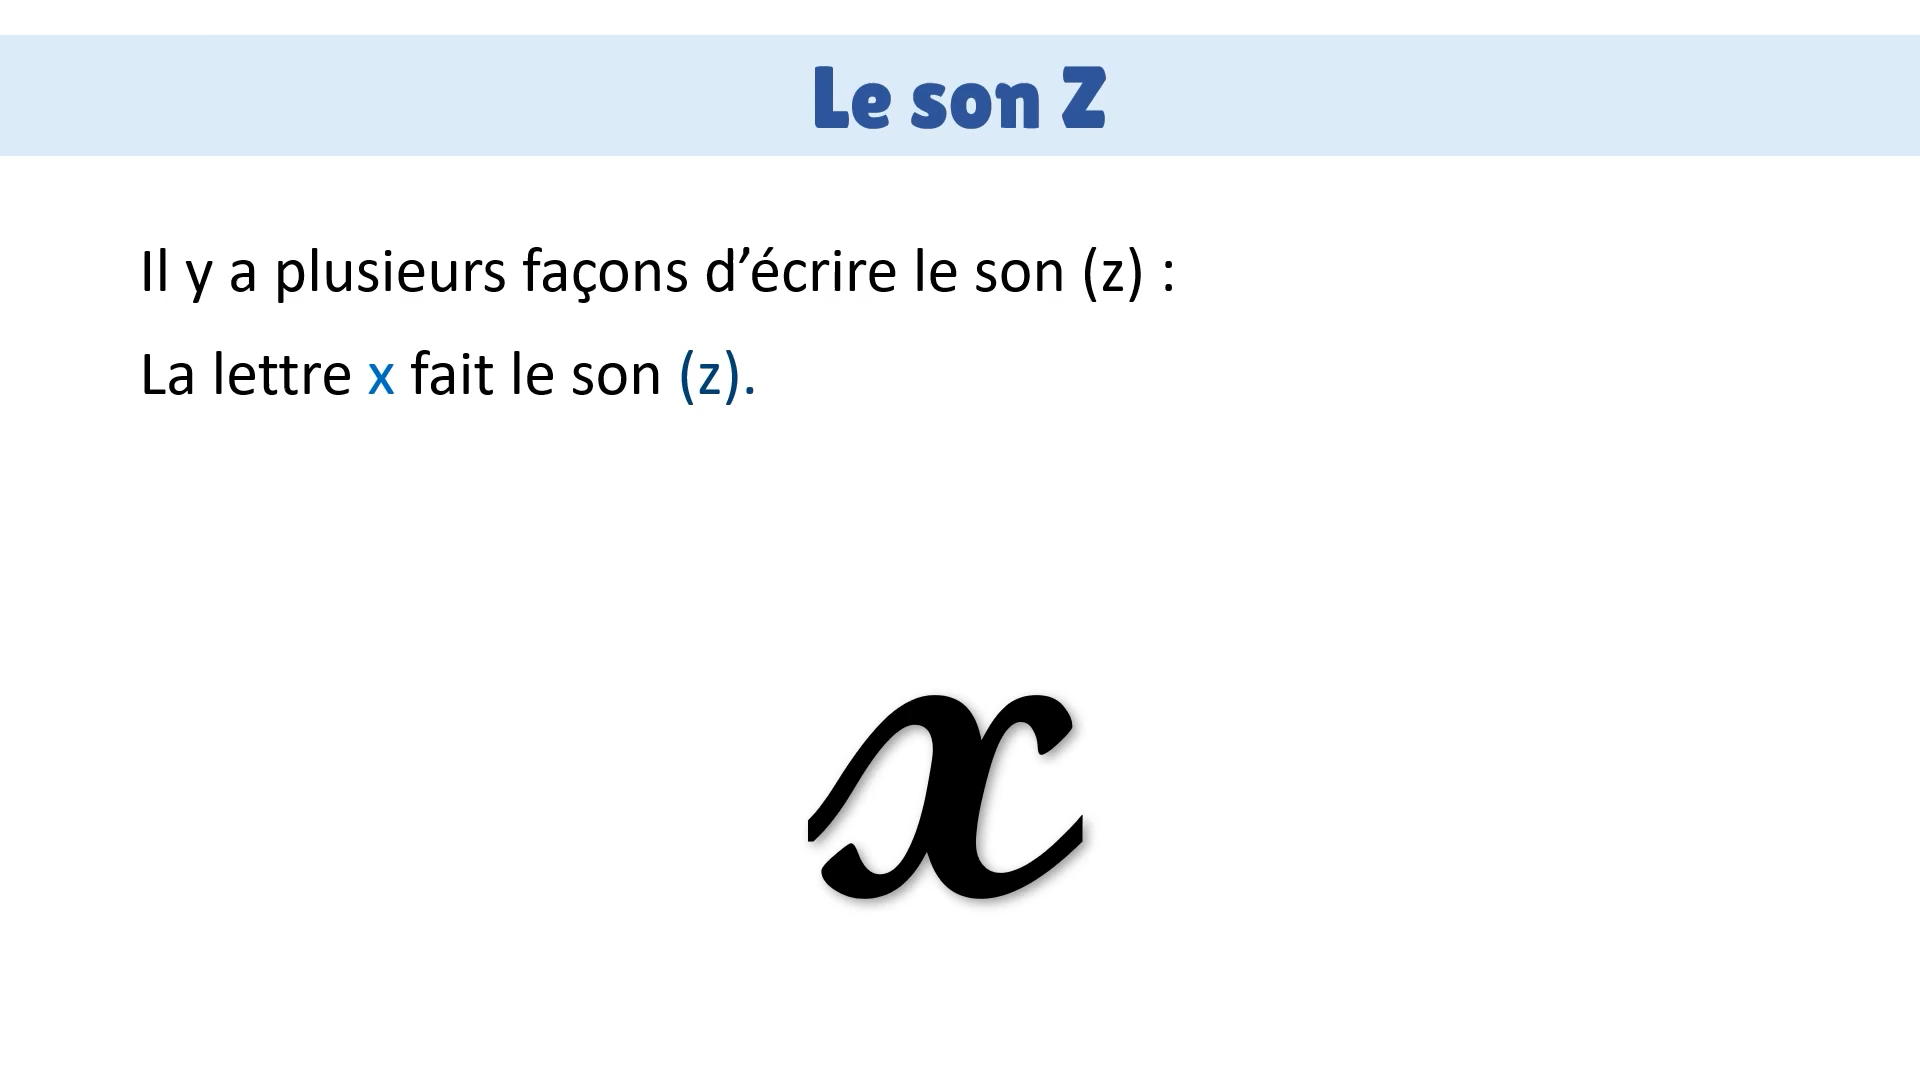 Le son Z
Il y a plusieurs façons d’écrire le son (z) :
La lettre x fait le son (z).
x